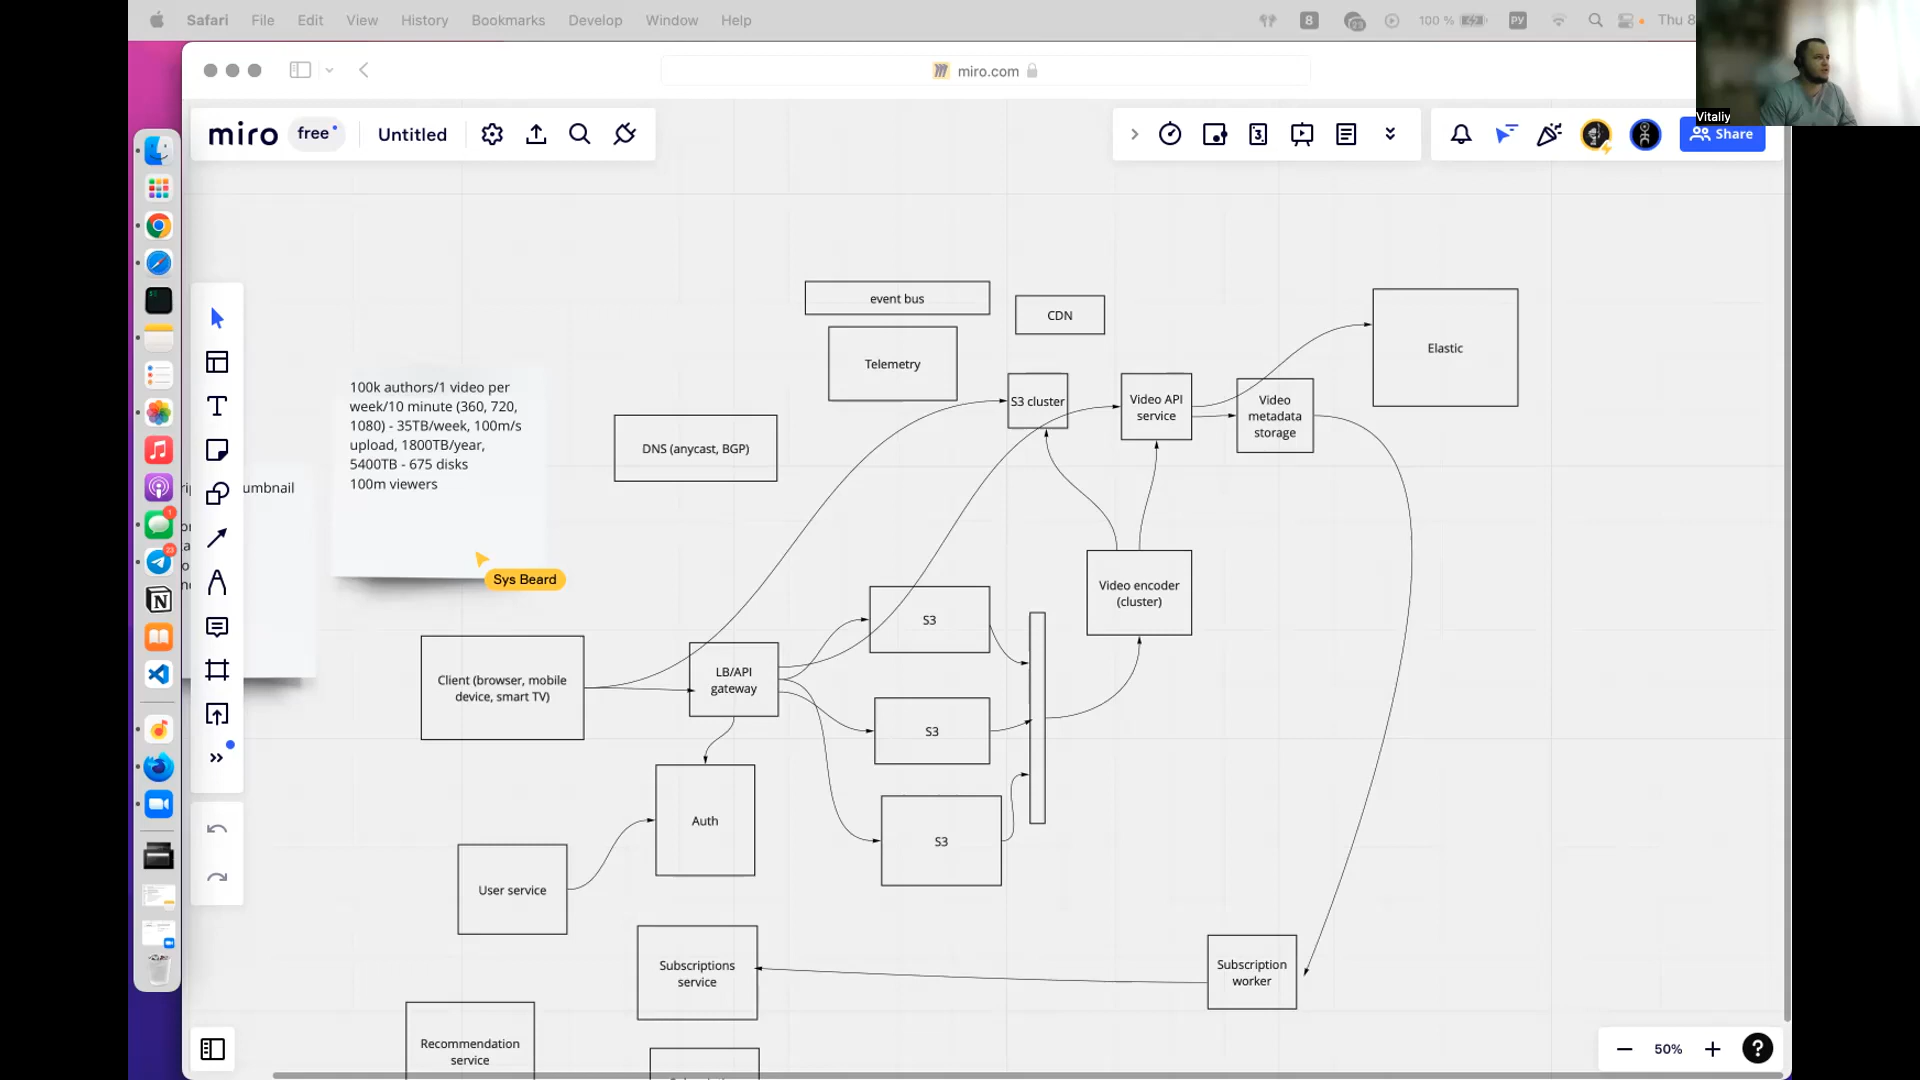 Safari File Edit View History Bookmarks Develop Window Help
8 100 % РУ Thu 8
miro.com
Vitaliy
miro free Untitled
3
Share
event bus
CDN
Telemetry
Elastic
S3 cluster
Video API
service
Video
metadata
storage
100k authors/1 video per
week/10 minute (360, 720,
1080) - 35TB/week, 100m/s
upload, 1800TB/year,
5400TB - 675 disks
100m viewers
DNS (anycast, BGP)
umbnail
Sys Beard
Video encoder
(cluster)
S3
Client (browser, mobile
device, smart TV)
LB/API
gateway
S3
Auth
S3
User service
Subscriptions
service
Subscription
worker
Recommendation
service
50%